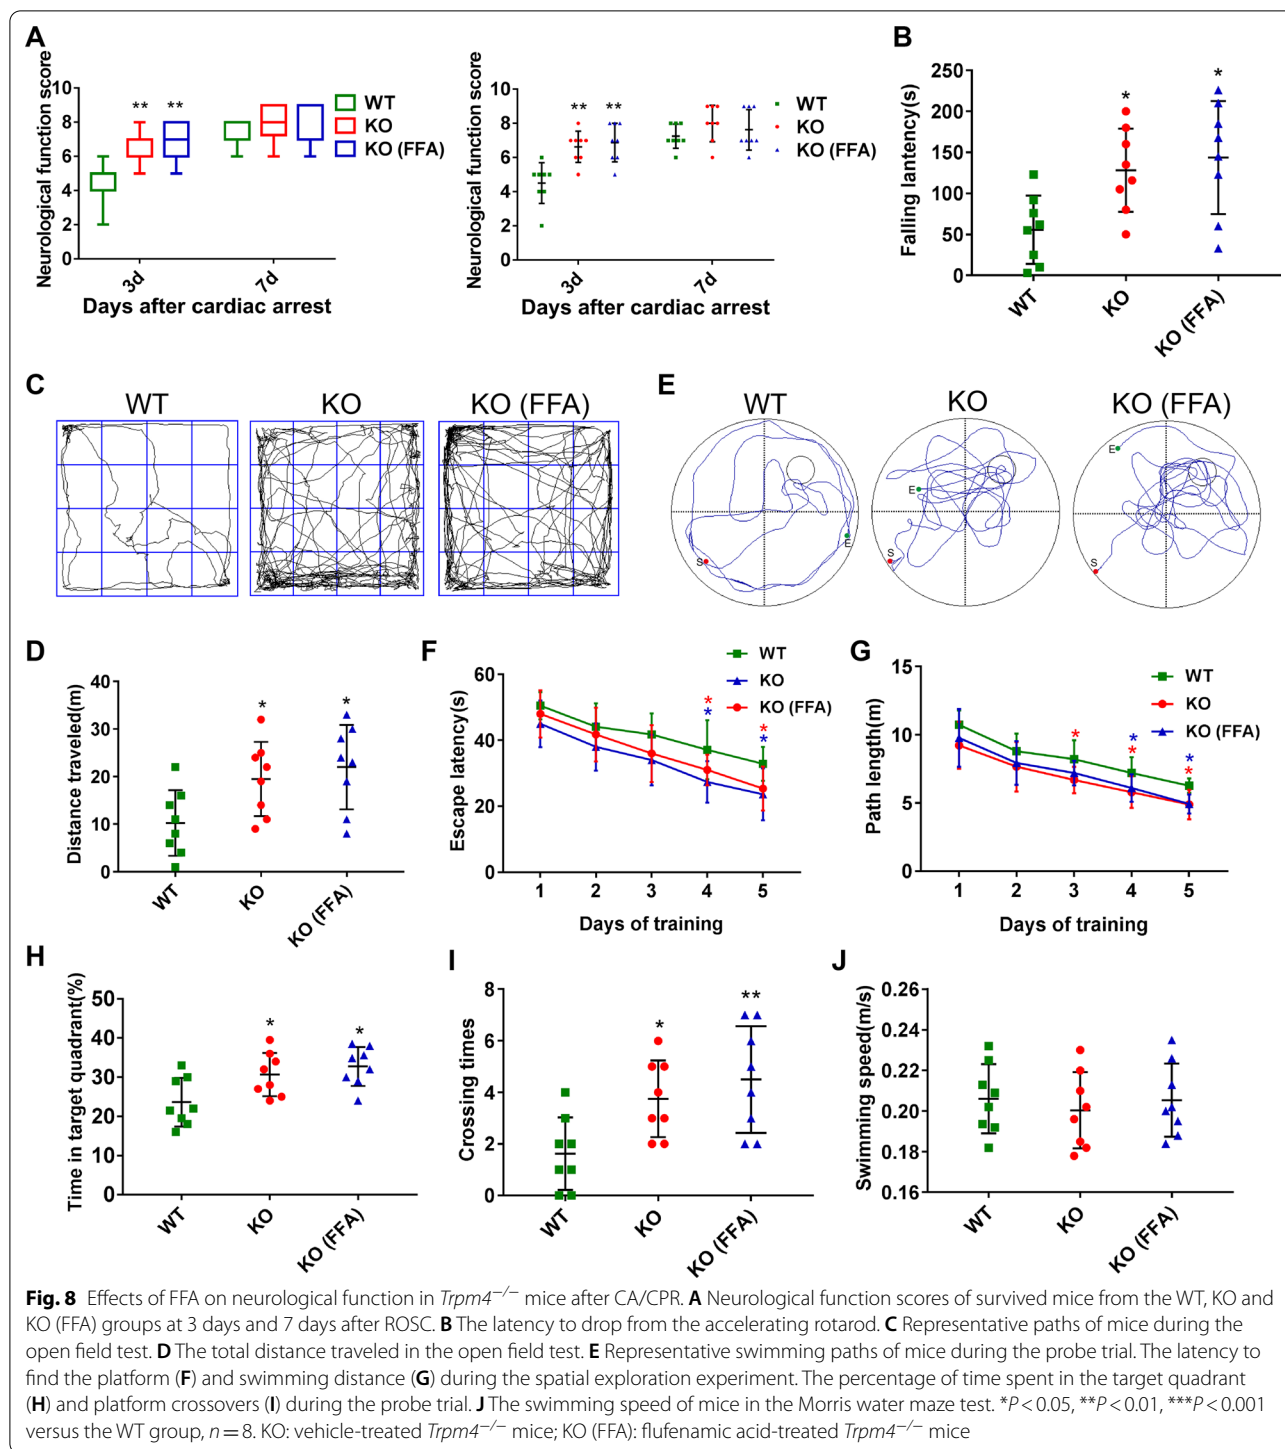 A
Neurological function score
10
8
6
4
2
0
** **
WT
KO
KO (FFA)
3d 7d
Days after cardiac arrest
Neurological function score
10
8
6
4
2
0
** **
WT
KO
KO (FFA)
3d 7d
Days after cardiac arrest
B
Falling lantency(s)
250
200
150
100
50
0
* *
WT KO KO (FFA)
C
WT KO KO (FFA)
E
WT KO KO (FFA)
S E
E S
E S
D
Distance traveled(m)
40
30
20
10
0
* *
WT KO KO (FFA)
F
Escape latency(s)
60
40
20
0
WT
KO
KO (FFA)
* *
* *
1 2 3 4 5
Days of training
G
Path length(m)
15
10
5
0
WT
KO
KO (FFA)
* * *
* *
1 2 3 4 5
Days of training
H
Time in target quadrant(%)
50
40
30
20
10
0
* *
WT KO KO (FFA)
I
Crossing times
8
6
4
2
0
* **
WT KO KO (FFA)
J
Swimming speed(m/s)
0.26
0.24
0.22
0.20
0.18
0.16
WT KO KO (FFA)
Fig. 8 Effects of FFA on neurological function in Trpm4−/− mice after CA/CPR. A Neurological function scores of survived mice from the WT, KO and
KO (FFA) groups at 3 days and 7 days after ROSC. B The latency to drop from the accelerating rotarod. C Representative paths of mice during the
open field test. D The total distance traveled in the open field test. E Representative swimming paths of mice during the probe trial. The latency to
find the platform (F) and swimming distance (G) during the spatial exploration experiment. The percentage of time spent in the target quadrant
(H) and platform crossovers (I) during the probe trial. J The swimming speed of mice in the Morris water maze test. *P < 0.05, **P < 0.01, ***P < 0.001
versus the WT group, n = 8. KO: vehicle-treated Trpm4−/− mice; KO (FFA): flufenamic acid-treated Trpm4−/− mice